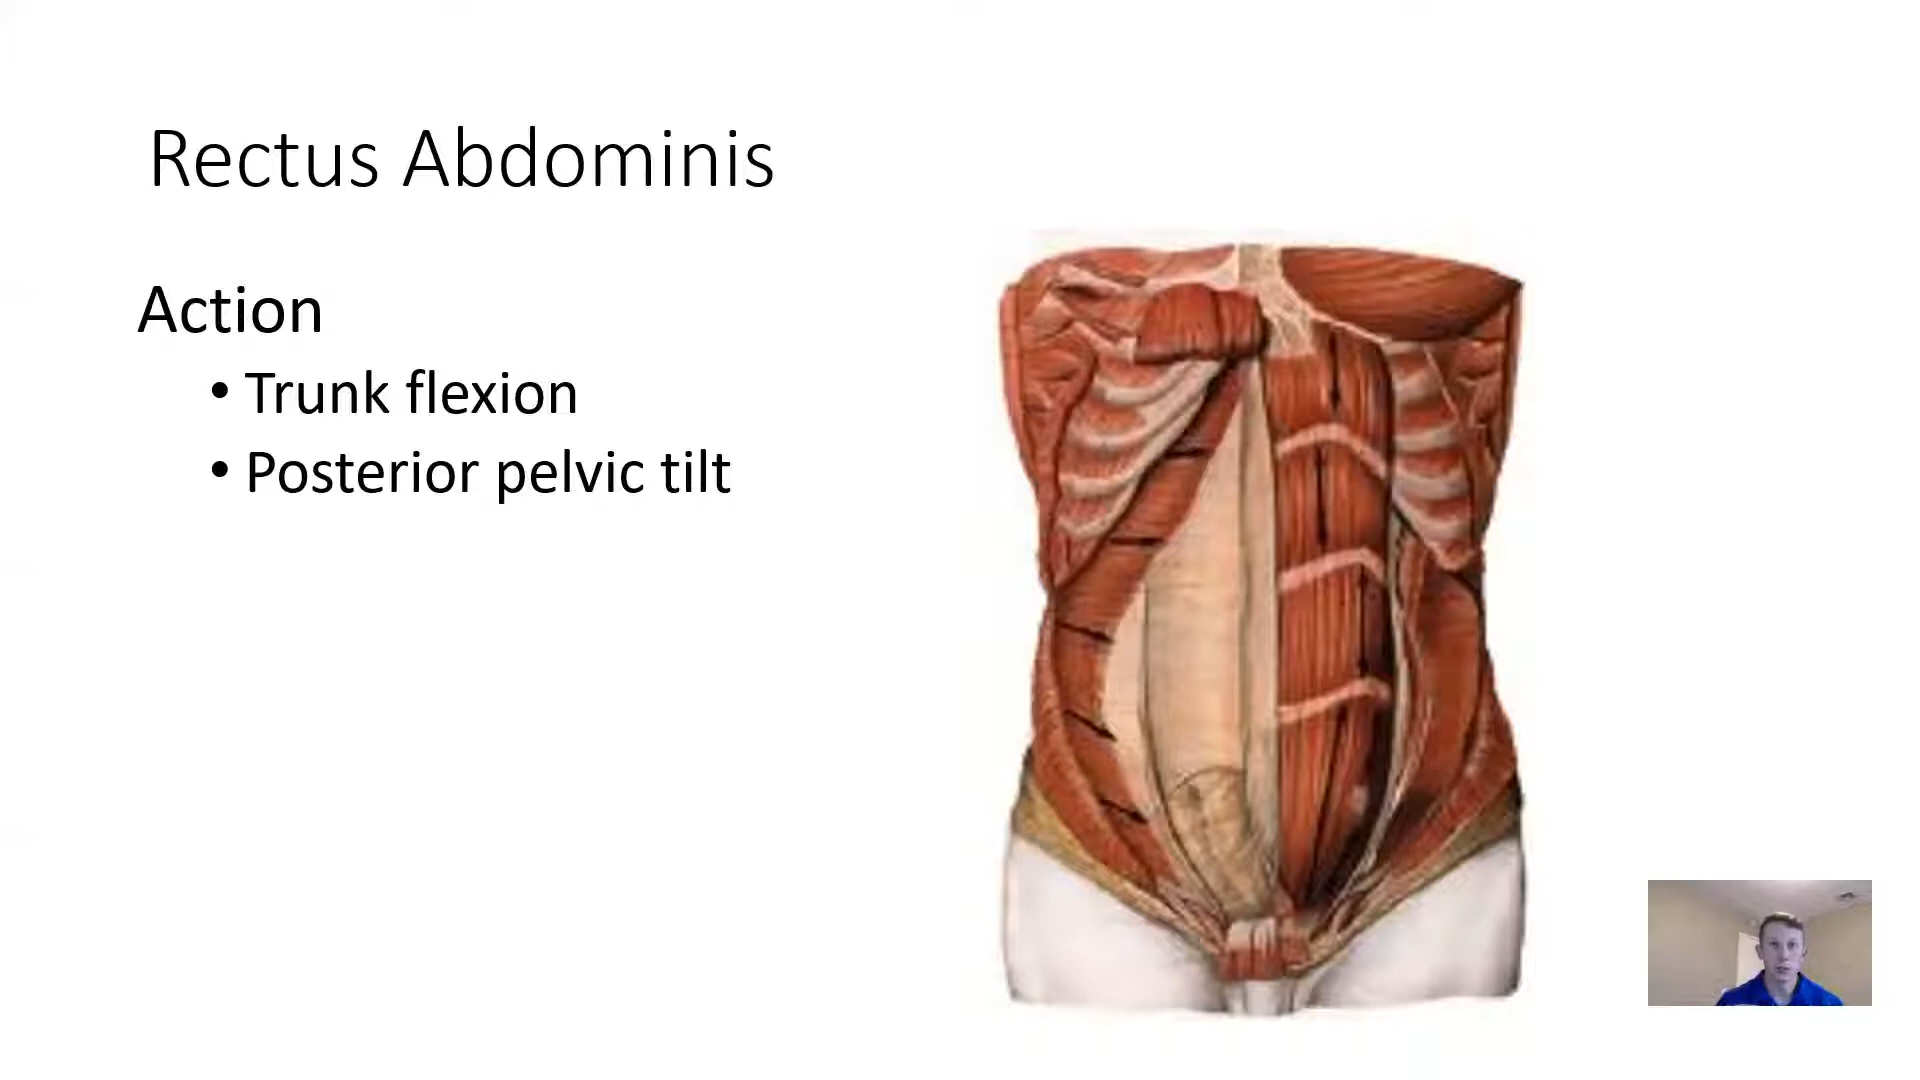 Rectus Abdominis
Action
• Trunk flexion
• Posterior pelvic tilt